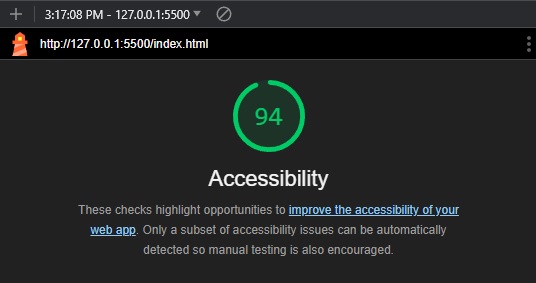 3:17:08 PM - 127.0.0.1:5500
http://127.0.0.1:5500/index.html
94
Accessibility
These checks highlight opportunities to improve the accessibility of your
web app. Only a subset of accessibility issues can be automatically
detected so manual testing is also encouraged.